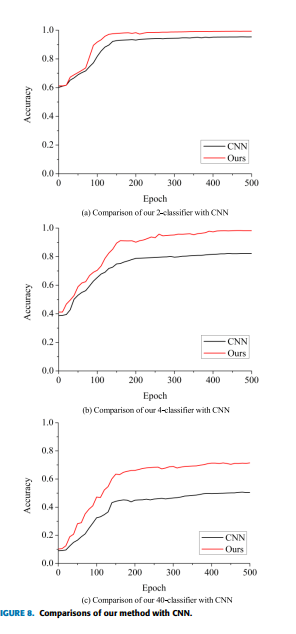 1.0
0.8
0.6
0.4
0.2
0.0
Accuracy
CNN
Ours
0 100 200 300 400 500
Epoch
(a) Comparison of our 2-classifier with CNN
1.0
0.8
0.6
0.4
0.2
0.0
Accuracy
CNN
Ours
0 100 200 300 400 500
Epoch
(b) Comparison of our 4-classifier with CNN
1.0
0.8
0.6
0.4
0.2
0.0
Accuracy
CNN
Ours
0 100 200 300 400 500
Epoch
(c) Comparison of our 40-classifier with CNN
IGURE 8. Comparisons of our method with CNN.